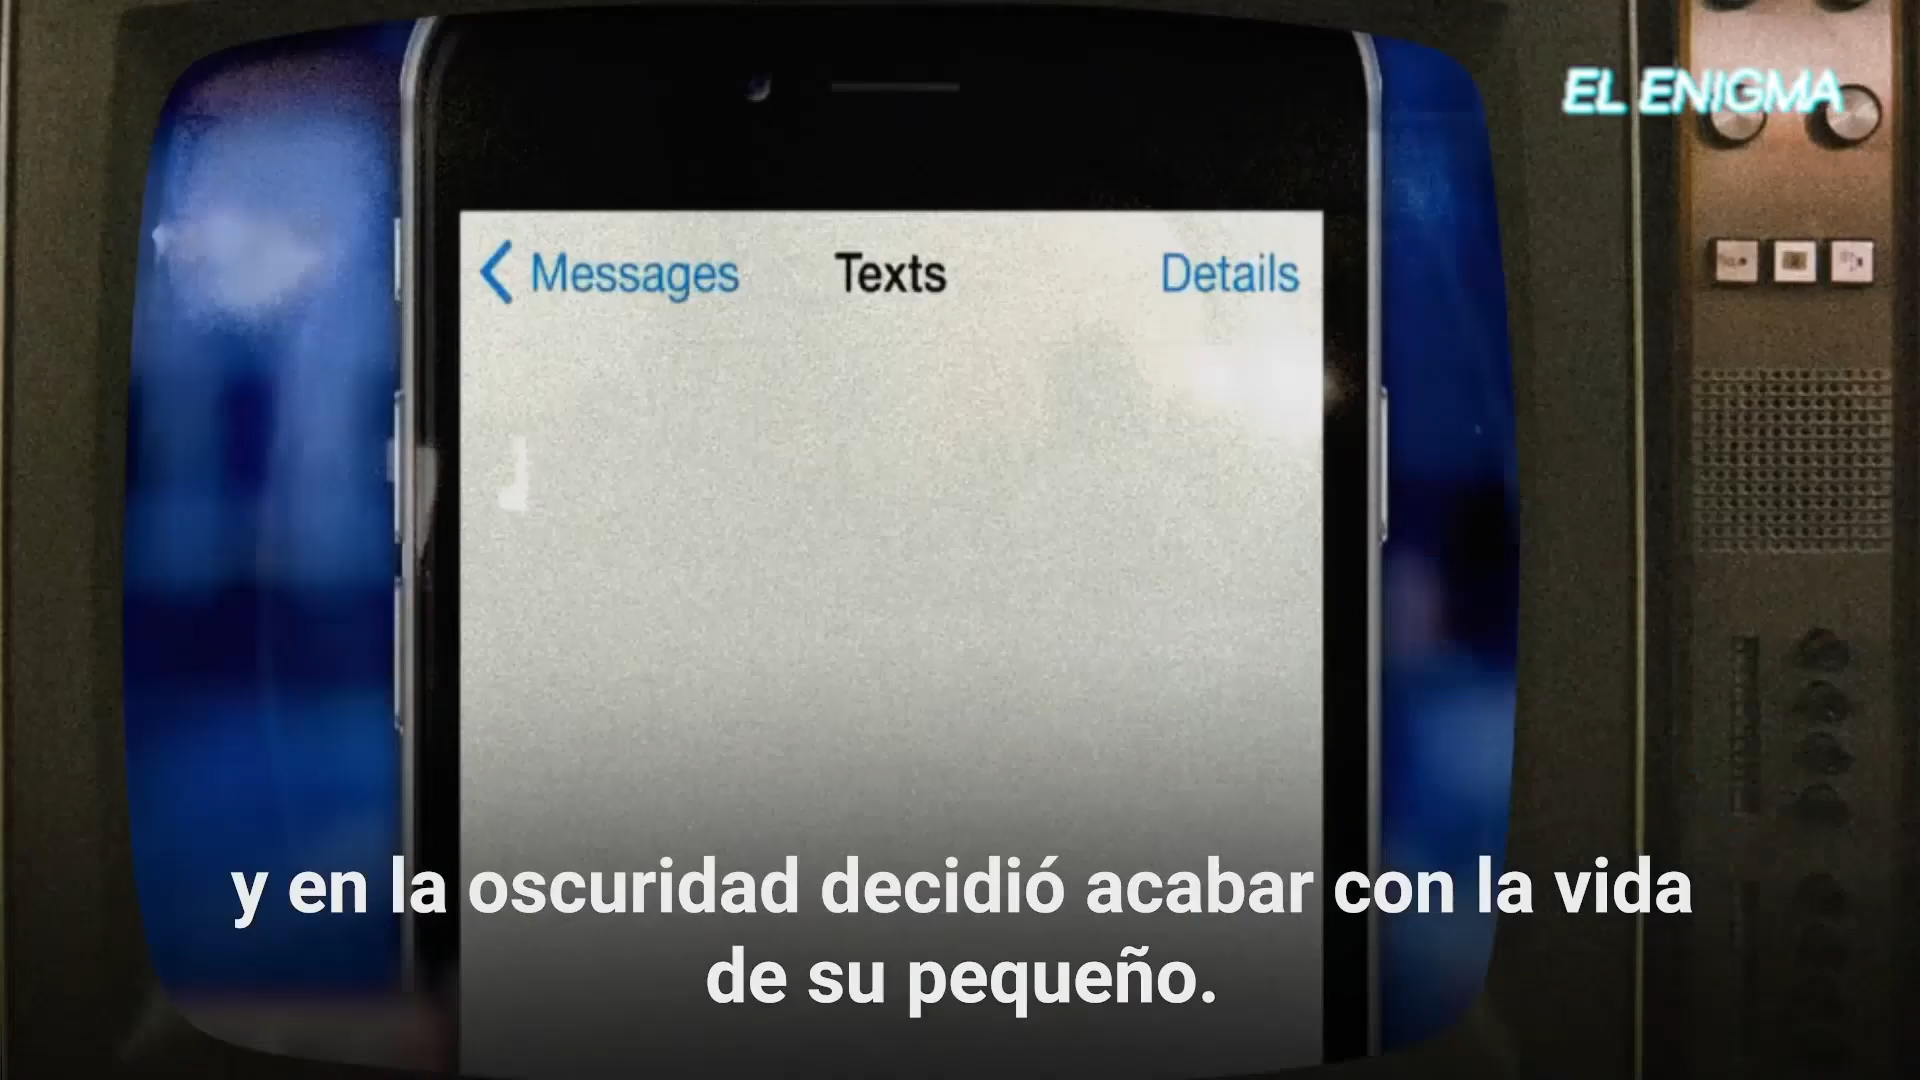 EL ENIGMA
Messages Texts Details
y en la oscuridad decidió acabar con la vida
de su pequeño.